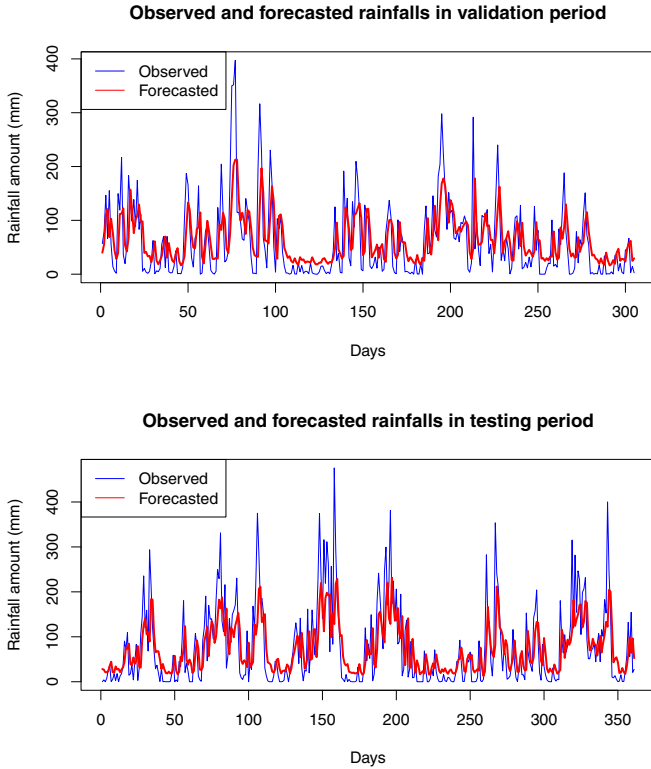 Observed and forecasted rainfalls in validation period
Observed
Forecasted
Rainfall amount (mm)
0 100 200 300 400
0 50 100 150 200 250 300
Days
Observed and forecasted rainfalls in testing period
Observed
Forecasted
Rainfall amount (mm)
0 100 200 300 400
0 50 100 150 200 250 300 350
Days